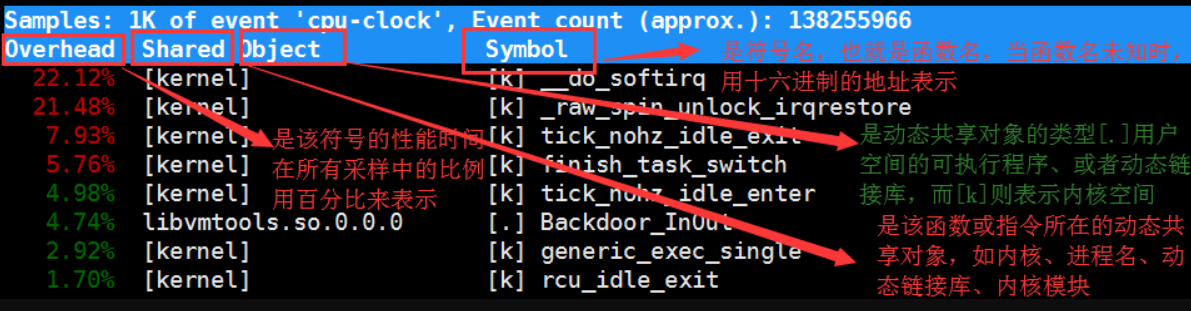 Samples: 1K of event 'cpu-clock', Event count (approx.): 138255966
Overhead Shared Object Symbol
22.12% [kernel] [k] __do_softirq
21.48% [kernel] [k] _raw_spin_unlock_irqrestore
7.93% [kernel] [k] tick_nohz_idle_exit
5.76% [kernel] [k] finish_task_switch
4.98% [kernel] [k] tick_nohz_idle_enter
4.74% libvmtools.so.0.0.0 [.] Backdoor_InOut
2.92% [kernel] [k] generic_exec_single
1.70% [kernel] [k] rcu_idle_exit
是符号名，也就是函数名，当函数名未知时，
用十六进制的地址表示
是该符号的性能时间
在所有采样中的比例
用百分比来表示
是动态共享对象的类型[.]用户
空间的可执行程序、或者动态链
接库，而[k]则表示内核空间
是该函数或指令所在的动态共
享对象，如内核、进程名、动
态链接库、内核模块